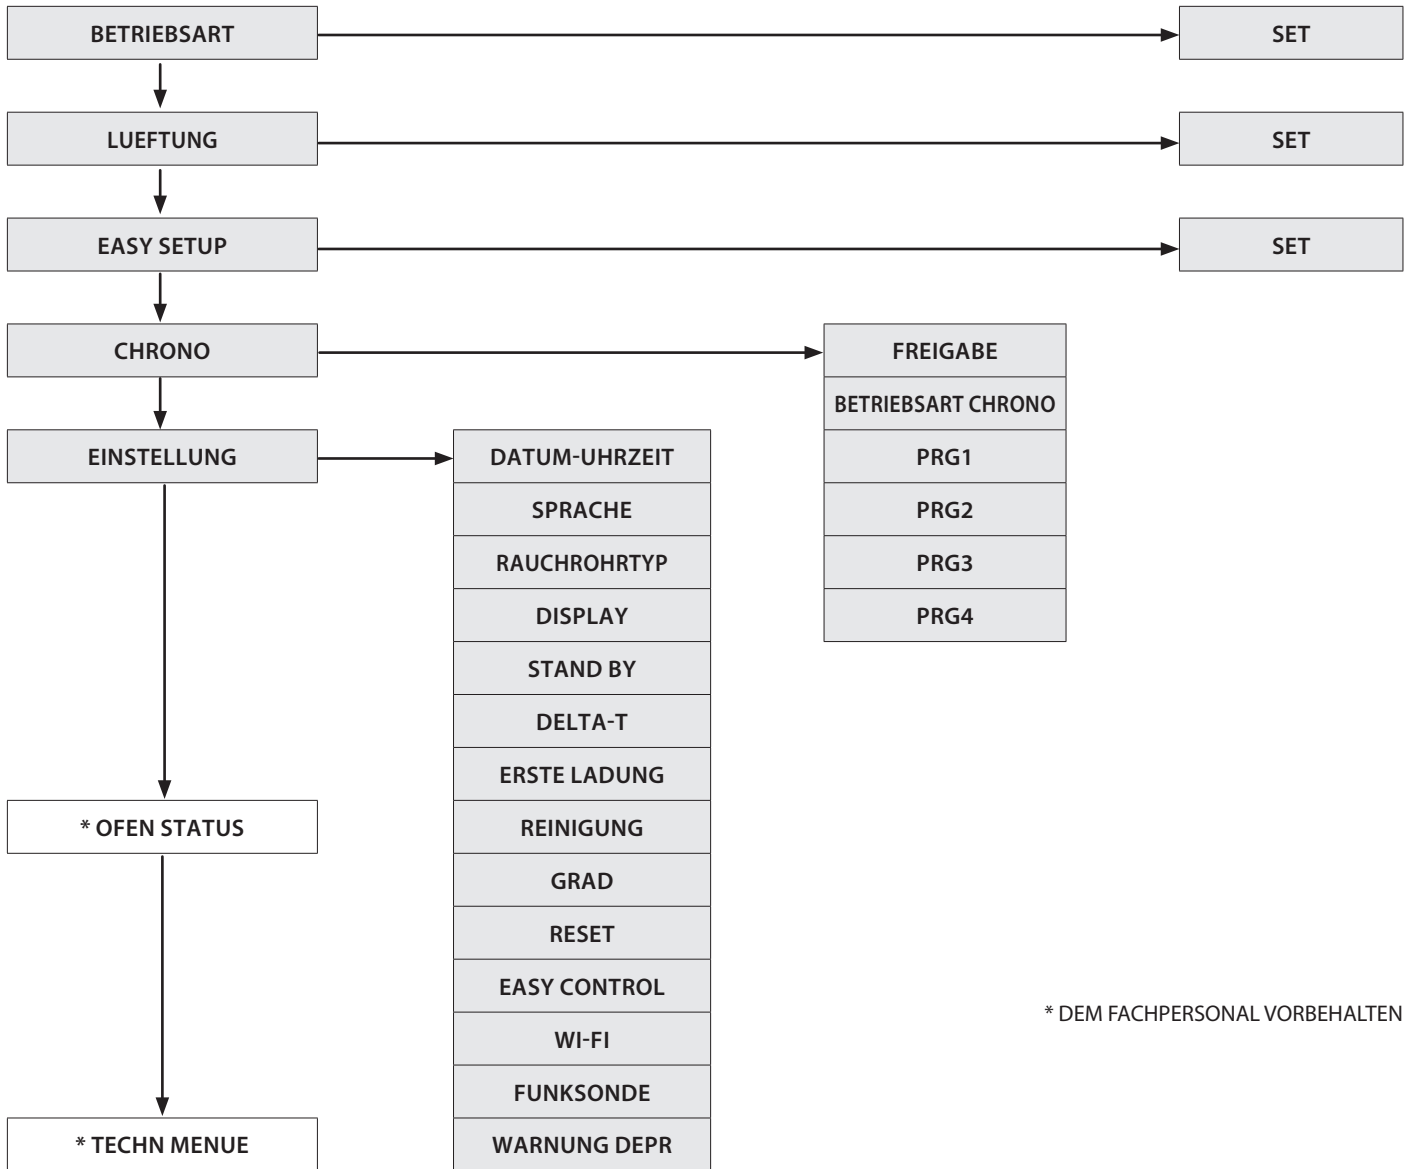 BETRIEBSART
SET
LUEFTUNG
SET
EASY SETUP
SET
CHRONO
FREIGABE
BETRIEBSART CHRONO
PRG1
PRG2
PRG3
PRG4
EINSTELLUNG
DATUM-UHRZEIT
SPRACHE
RAUCHROHRTYP
DISPLAY
STAND BY
DELTA-T
ERSTE LADUNG
REINIGUNG
GRAD
RESET
EASY CONTROL
WI-FI
FUNKSONDE
WARNUNG DEPR
* OFEN STATUS
* TECHN MENUE
* DEM FACHPERSONAL VORBEHALTEN